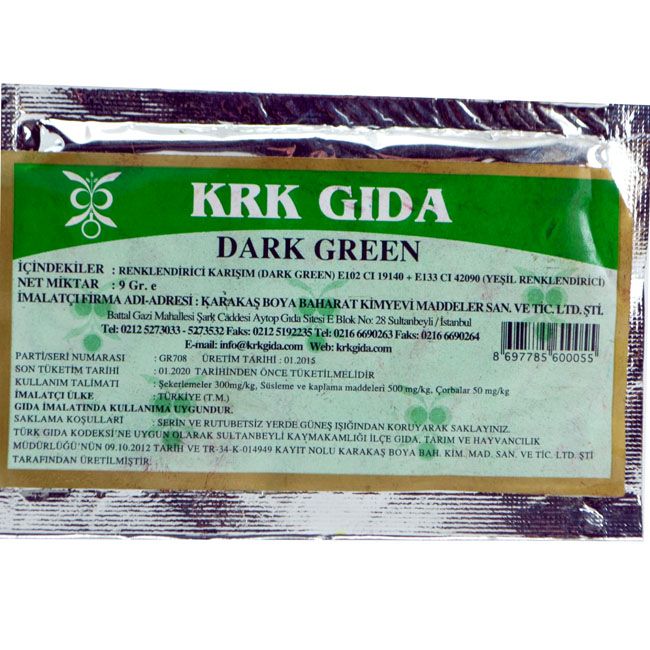 KRK GIDA
DARK GREEN
İÇİNDEKİLER : RENKLENDİRİCİ KARIŞIM (DARK GREEN) E102 CI 19140 + E133 CI 42090 (YEŞİL RENKLENDİRİCİ)
NET MİKTAR : 9 Gr. e
İMALATÇI FİRMA ADI-ADRESİ : KARAKAŞ BOYA BAHARAT KİMYEVİ MADDELER SAN. VE TİC. LTD. ŞTİ.
Battal Gazi Mahallesi Şark Caddesi Aytop Gıda Sitesi E Blok No: 28 Sultanbeyli / İstanbul
Tel: 0212 5273033 - 5273532 Faks: 0212 5192235 Tel: 0216 6690263 Faks: 0216 6690264
E-mail: info@krkgida.com Web: krkgida.com
8 697785 600055
PARTİ/SERİ NUMARASI : GR708 ÜRETİM TARİHİ : 01.2015
SON TÜKETİM TARİHİ : 01.2020 TARİHİNDEN ÖNCE TÜKETİLMELİDİR
KULLANIM TALİMATI : Şekerlemeler 300mg/kg, Süsleme ve kaplama maddeleri 500 mg/kg, Çorbalar 50 mg/kg
İMALATÇI ÜLKE : TÜRKİYE (T.M.)
GIDA İMALATINDA KULLANIMA UYGUNDUR.
SAKLAMA KOŞULLARI : SERİN VE RUTUBETSİZ YERDE GÜNEŞ IŞIĞINDAN KORUYARAK SAKLAYINIZ.
TÜRK GIDA KODEKSİ'NE UYGUN OLARAK SULTANBEYLİ KAYMAKAMLIĞI İLÇE GIDA, TARIM VE HAYVANCILIK
MÜDÜRLÜĞÜ'NÜN 09.10.2012 TARİH VE TR-34-K-014949 KAYIT NOLU KARAKAŞ BOYA BAH. KİM. MAD. SAN. VE TİC. LTD. ŞTİ
TARAFINDAN ÜRETİLMİŞTİR.